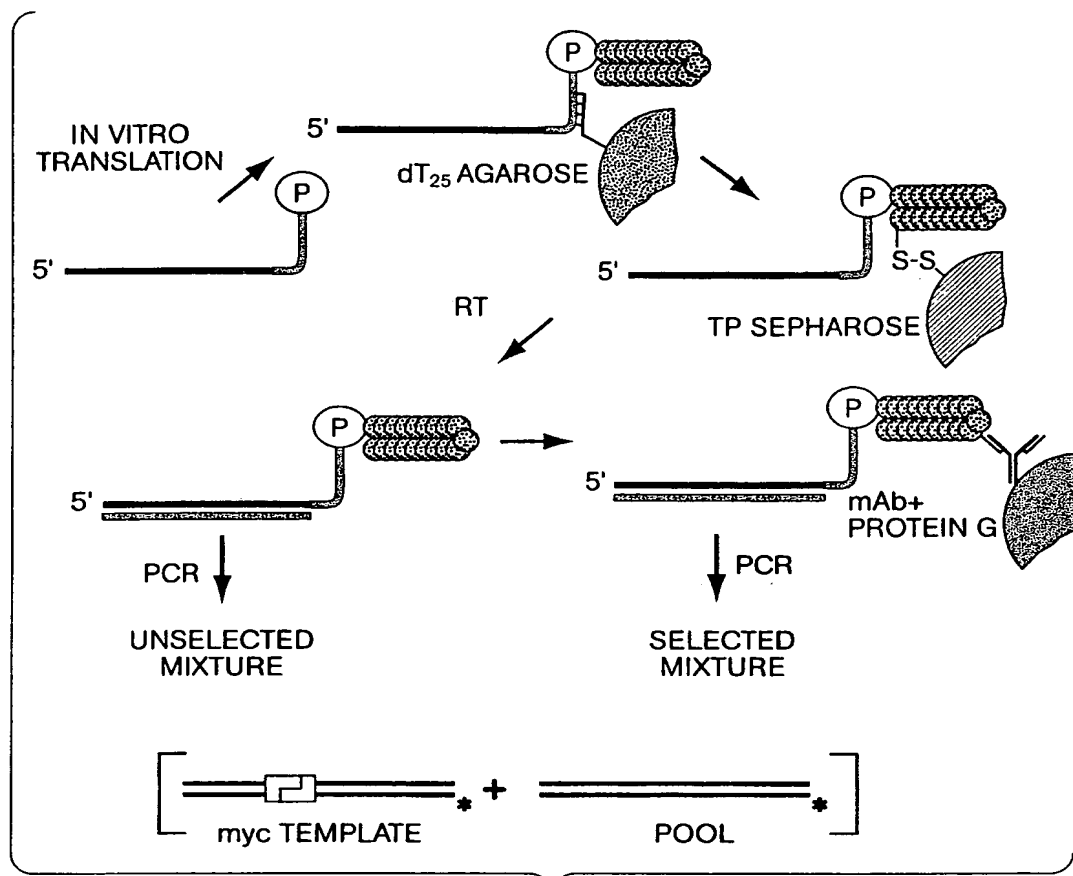 P
IN VITRO
TRANSLATION
5'
dT₂₅ AGAROSE
P
5'
P
5'
S-S
TP SEPHAROSE
RT
P
5'
P
5'
mAb+
PROTEIN G
PCR
UNSELECTED
MIXTURE
PCR
SELECTED
MIXTURE
* + *
myc TEMPLATE
POOL